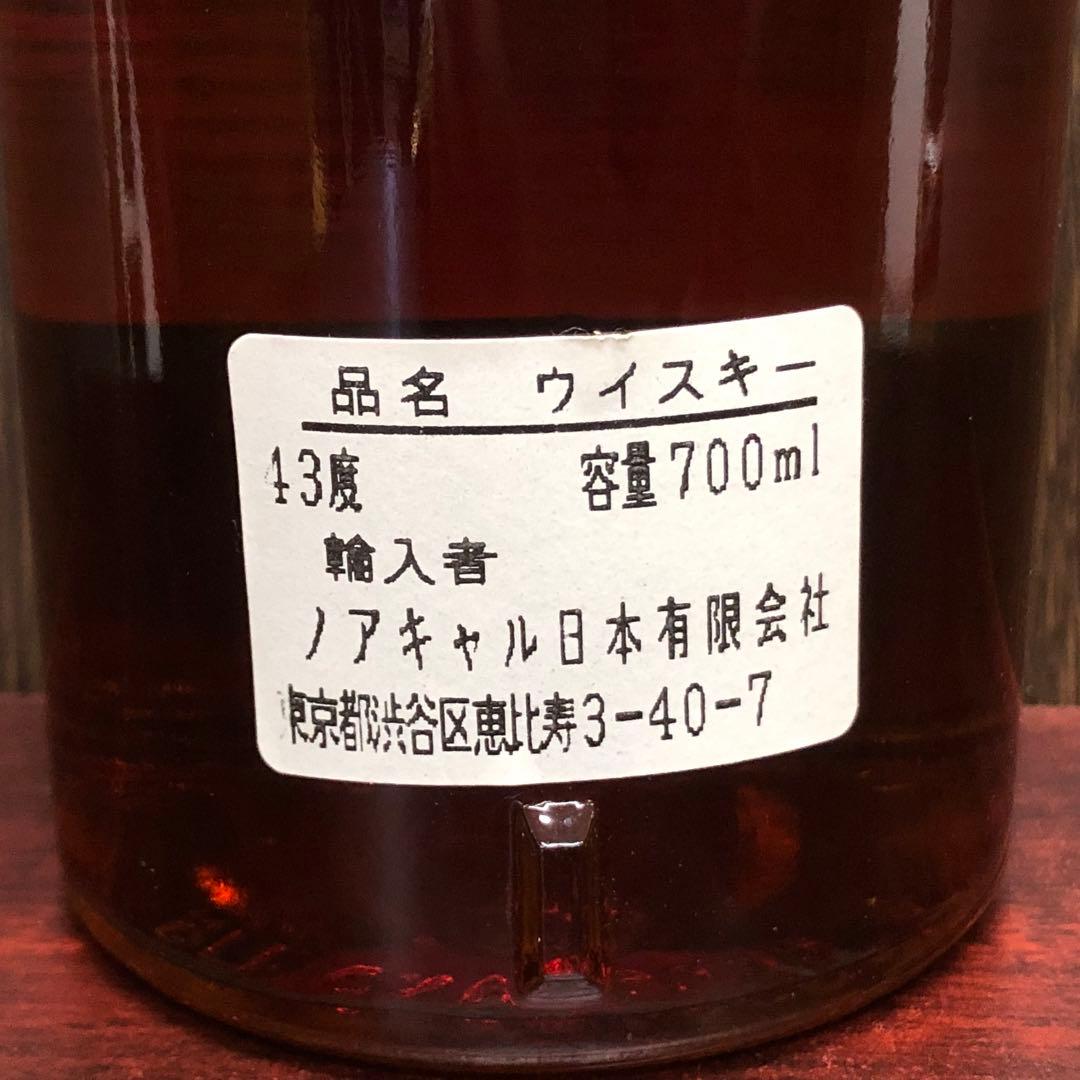 品名 ウイスキー
43度 容量700ml
輸入者
ノアキャル日本有限会社
東京都渋谷区恵比寿3-40-7